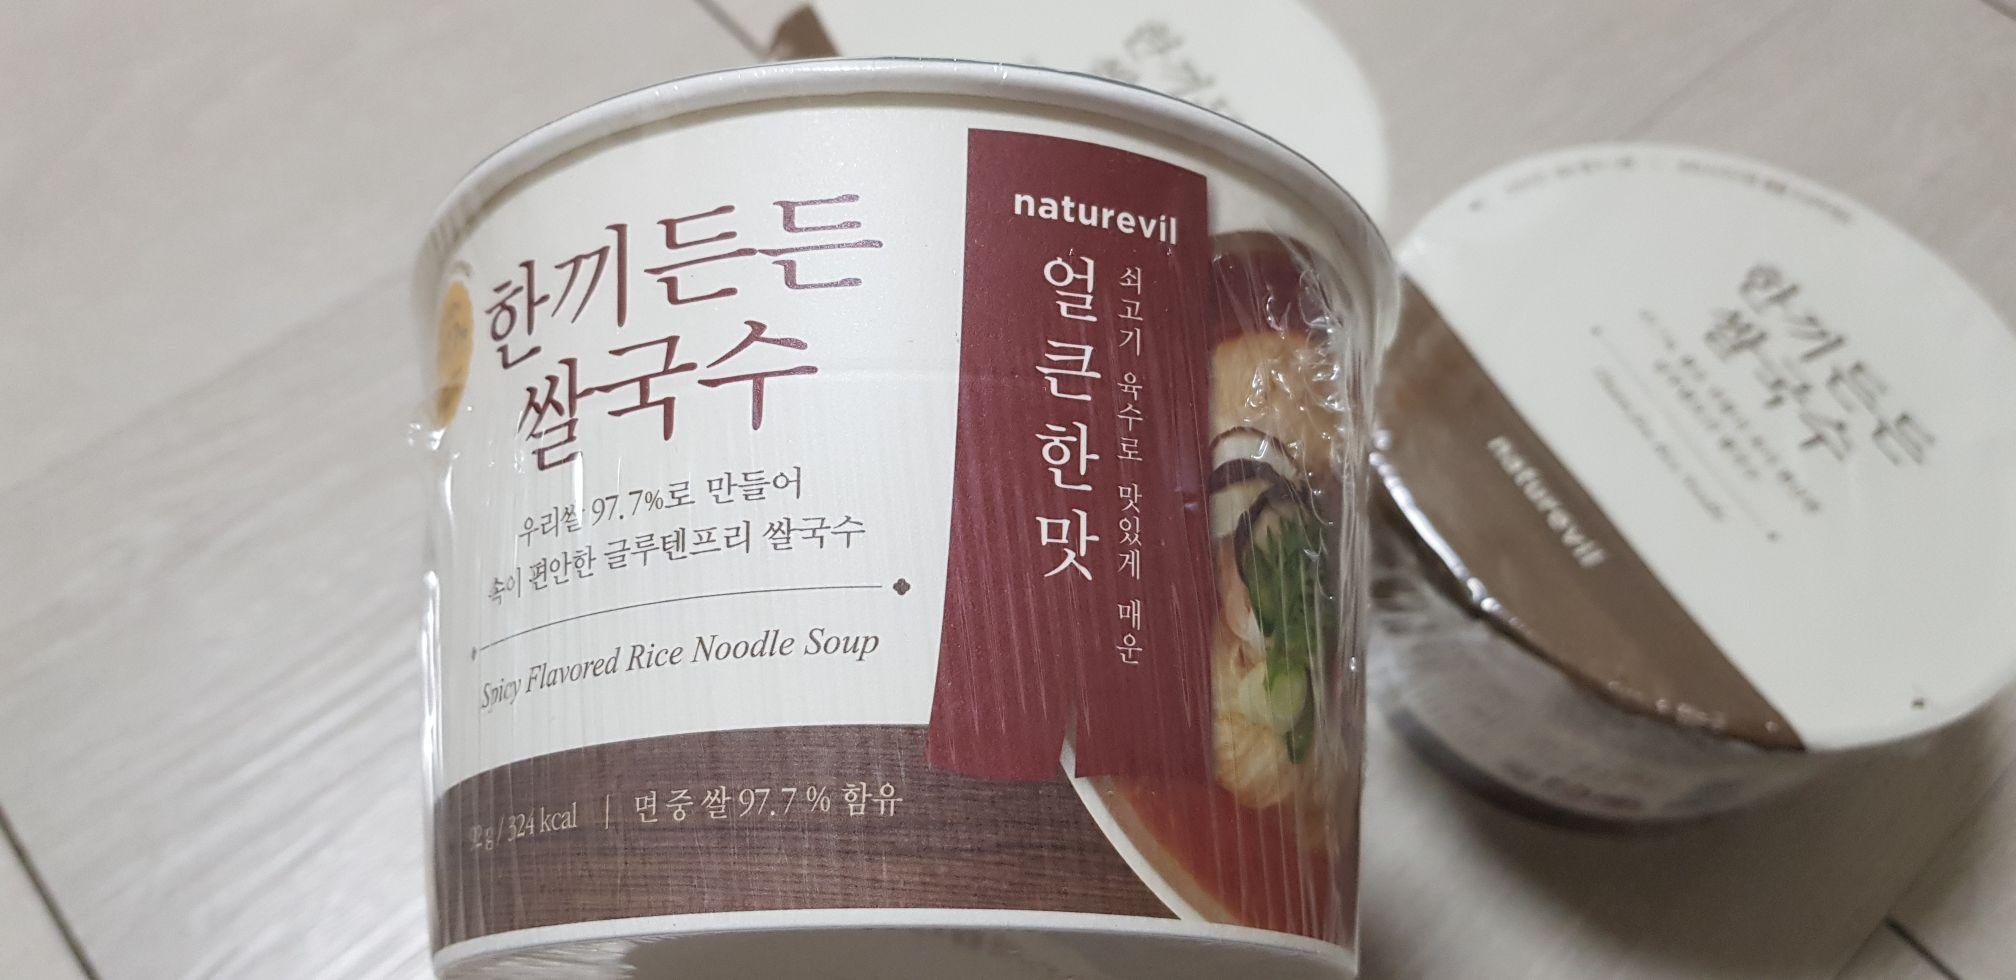 한끼든든
쌀국수
우리쌀 97.7%로 만들어
속이 편안한 글루텐프리 쌀국수
Spicy Flavored Rice Noodle Soup
92 g / 324 kcal | 면 중 쌀 97.7 % 함유
naturevil
쇠고기 육수로 맛있게 매운
얼큰한맛
한끼
한끼든든
쌀국수
naturevil